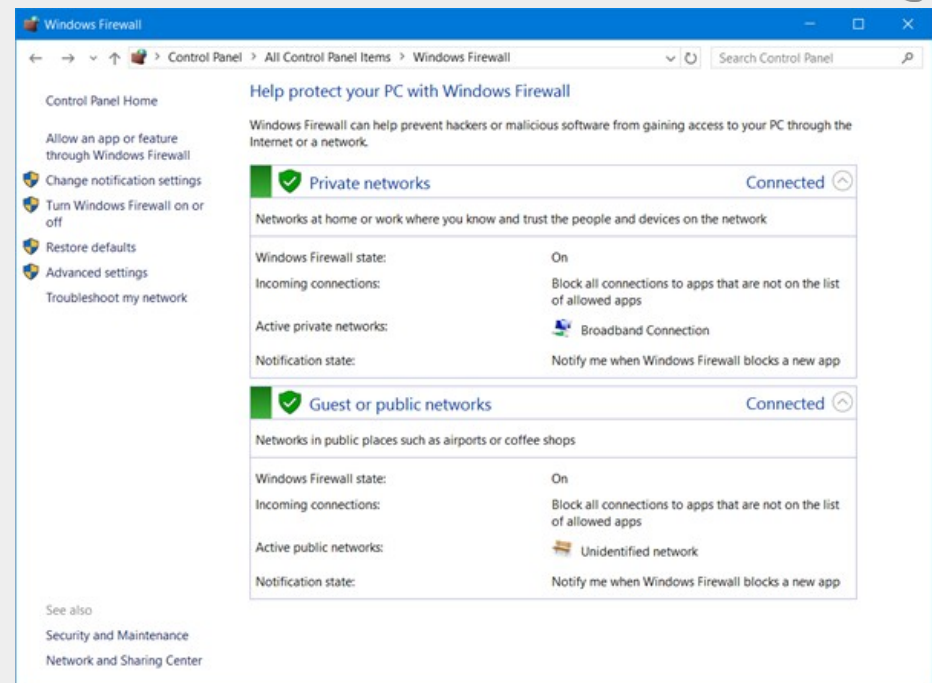 Windows Firewall
Control Panel > All Control Panel Items > Windows Firewall
Search Control Panel
Control Panel Home
Allow an app or feature
through Windows Firewall
Change notification settings
Turn Windows Firewall on or
off
Restore defaults
Advanced settings
Troubleshoot my network
See also
Security and Maintenance
Network and Sharing Center
Help protect your PC with Windows Firewall
Windows Firewall can help prevent hackers or malicious software from gaining access to your PC through the
Internet or a network.
Private networks Connected
Networks at home or work where you know and trust the people and devices on the network
Windows Firewall state: On
Incoming connections: Block all connections to apps that are not on the list
of allowed apps
Active private networks: Broadband Connection
Notification state: Notify me when Windows Firewall blocks a new app
Guest or public networks Connected
Networks in public places such as airports or coffee shops
Windows Firewall state: On
Incoming connections: Block all connections to apps that are not on the list
of allowed apps
Active public networks: Unidentified network
Notification state: Notify me when Windows Firewall blocks a new app